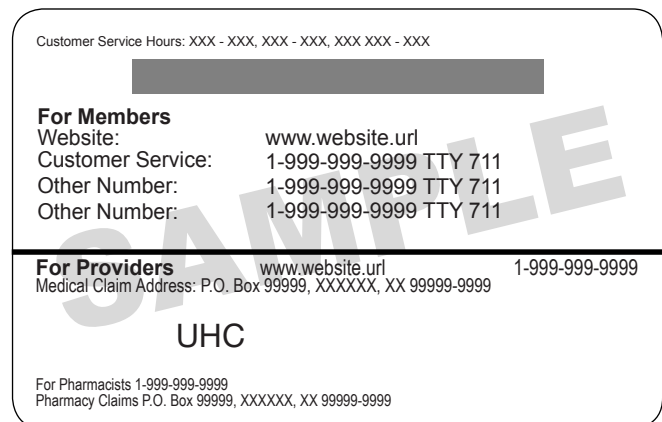 Customer Service Hours: XXX - XXX, XXX - XXX, XXX XXX - XXX
For Members
Website: www.website.url
Customer Service: 1-999-999-9999 TTY 711
Other Number: 1-999-999-9999 TTY 711
Other Number: 1-999-999-9999 TTY 711
SAMPLE
For Providers www.website.url 1-999-999-9999
Medical Claim Address: P.O. Box 99999, XXXXXX, XX 99999-9999
UHC
For Pharmacists 1-999-999-9999
Pharmacy Claims P.O. Box 99999, XXXXXX, XX 99999-9999